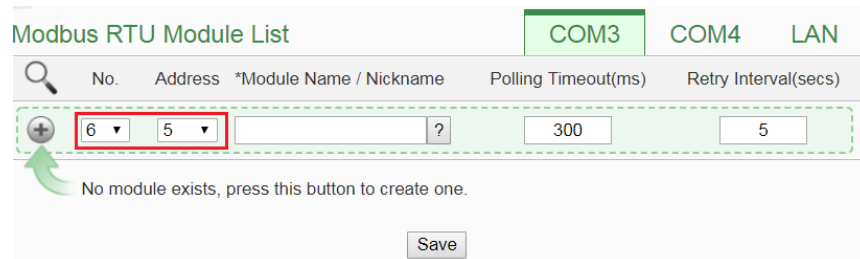 Modbus RTU Module List COM3 COM4 LAN
No. Address *Module Name / Nickname Polling Timeout(ms) Retry Interval(secs)
6 5 ? 300 5
No module exists, press this button to create one.
Save